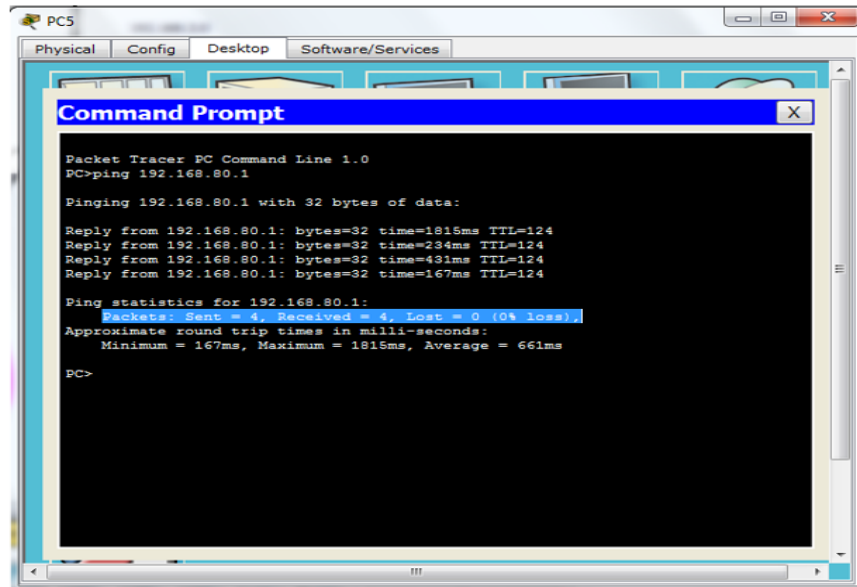 PC5
Physical Config Desktop Software/Services
Command Prompt
X
Packet Tracer PC Command Line 1.0
PC>ping 192.168.80.1
Pinging 192.168.80.1 with 32 bytes of data:
Reply from 192.168.80.1: bytes=32 time=1815ms TTL=124
Reply from 192.168.80.1: bytes=32 time=234ms TTL=124
Reply from 192.168.80.1: bytes=32 time=431ms TTL=124
Reply from 192.168.80.1: bytes=32 time=167ms TTL=124
Ping statistics for 192.168.80.1:
Packets: Sent = 4, Received = 4, Lost = 0 (0% loss),
Approximate round trip times in milli-seconds:
Minimum = 167ms, Maximum = 1815ms, Average = 661ms
PC>